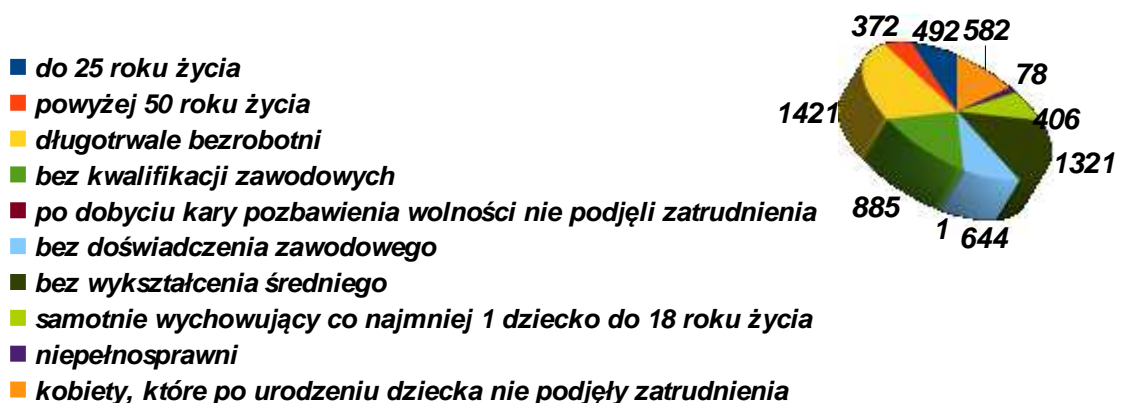 do 25 roku życia
powyżej 50 roku życia
długotrwale bezrobotni
bez kwalifikacji zawodowych
po dobyciu kary pozbawienia wolności nie podjęli zatrudnienia
bez doświadczenia zawodowego
bez wykształcenia średniego
samotnie wychowujący co najmniej 1 dziecko do 18 roku życia
niepełnosprawni
kobiety, które po urodzeniu dziecka nie podjęły zatrudnienia
372 492 582
78
1421
406
1321
885
1 644